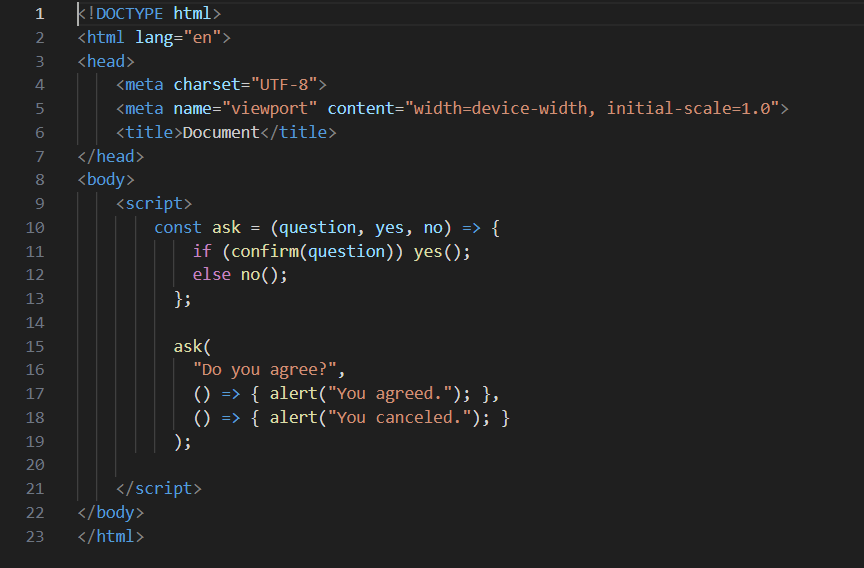 1 <!DOCTYPE html>
2 <html lang="en">
3 <head>
4     <meta charset="UTF-8">
5     <meta name="viewport" content="width=device-width, initial-scale=1.0">
6     <title>Document</title>
7 </head>
8 <body>
9     <script>
10         const ask = (question, yes, no) => {
11             if (confirm(question)) yes();
12             else no();
13           };
14
15           ask(
16             "Do you agree?",
17             () => { alert("You agreed."); },
18             () => { alert("You canceled."); }
19           );
20
21     </script>
22 </body>
23 </html>